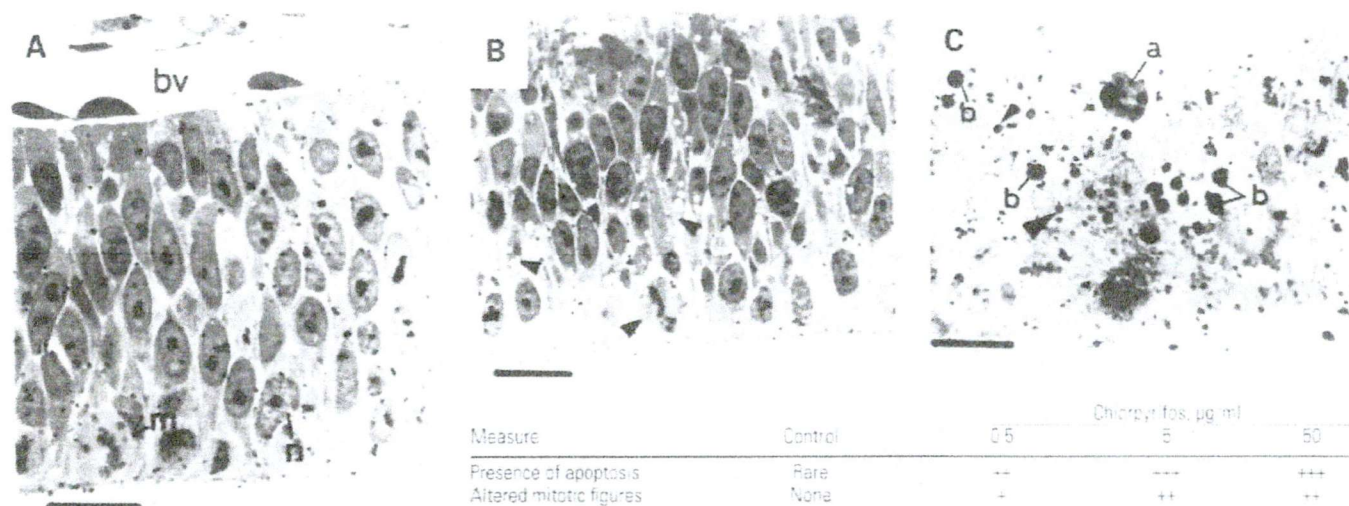 A
bv
m
n
B
C
a
b
b
b
Chlorpyrifos, µg/ml
Measure Control 0.5 5 50
Presence of apoptosis Rare ++ +++ +++
Altered mitotic figures None + ++ ++